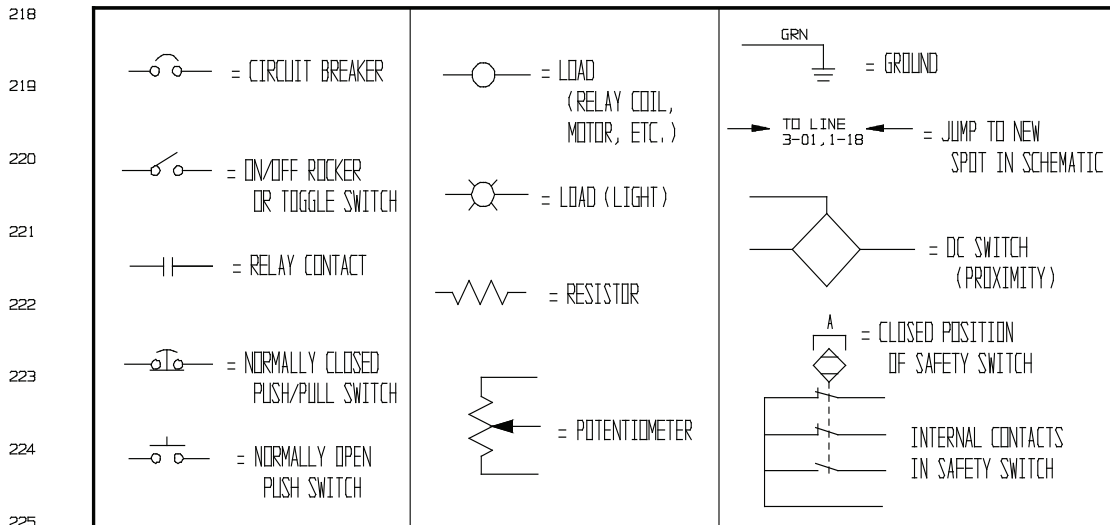 218
219
220
221
222
223
224
225
= CIRCUIT BREAKER
= ON/OFF ROCKER
OR TOGGLE SWITCH
= RELAY CONTACT
= NORMALLY CLOSED
PUSH/PULL SWITCH
= NORMALLY OPEN
PUSH SWITCH
= LOAD
(RELAY COIL,
MOTOR, ETC.)
= LOAD (LIGHT)
= RESISTOR
= POTENTIOMETER
GRN
= GROUND
TO LINE
3-01,1-18
= JUMP TO NEW
SPOT IN SCHEMATIC
= DC SWITCH
(PROXIMITY)
A
= CLOSED POSITION
OF SAFETY SWITCH
INTERNAL CONTACTS
IN SAFETY SWITCH